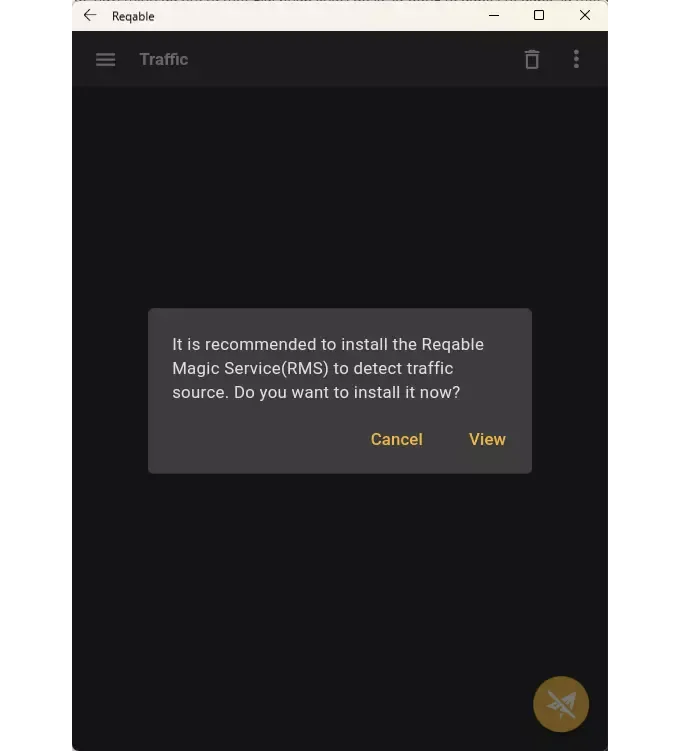 Reqable
Traffic
It is recommended to install the Reqable
Magic Service(RMS) to detect traffic
source. Do you want to install it now?
Cancel View